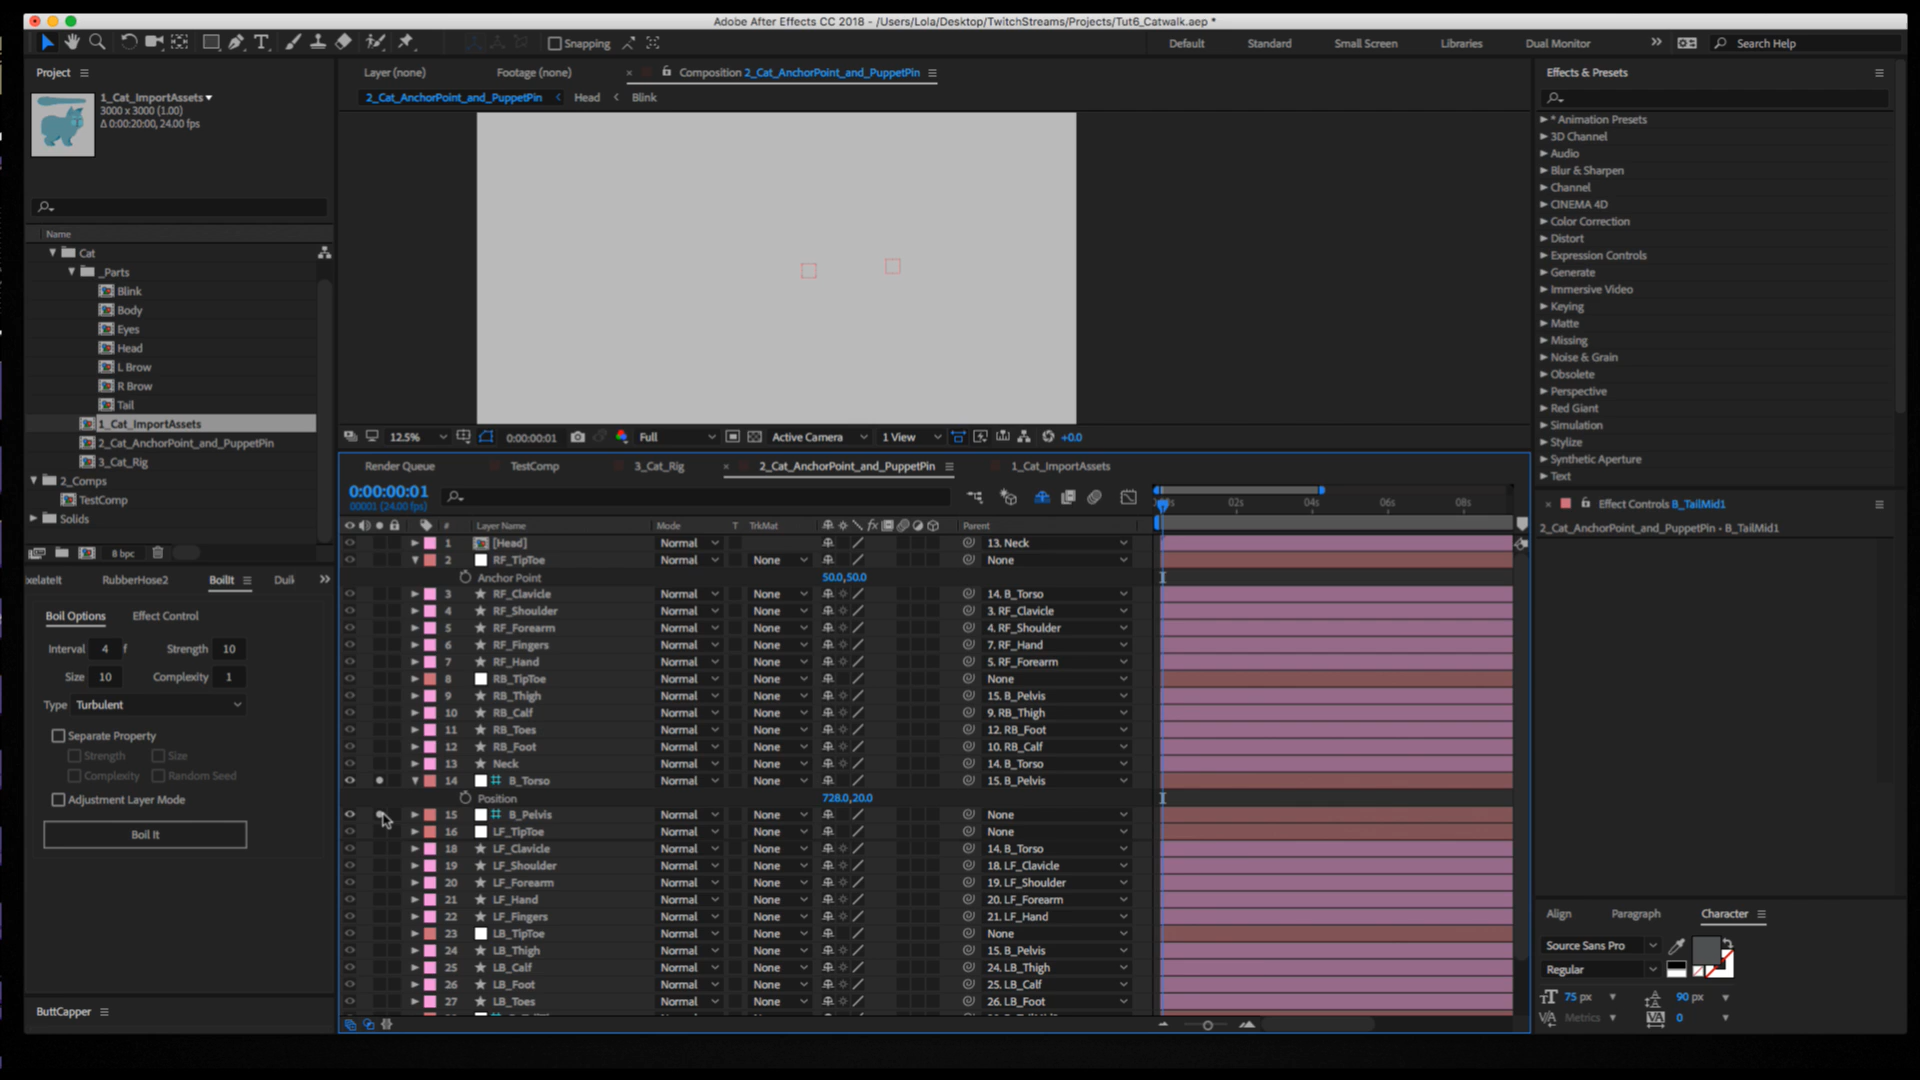 Adobe After Effects CC 2018 - /Users/Lola/Desktop/TwitchStreams/Projects/Tut6_Catwalk.aep *
Snapping
Default
Standard
Small Screen
Libraries
Dual Monitor
Search Help
Project
1_Cat_ImportAssets
3000 x 3000 (1.00)
Δ 0:00:20:00, 24.00 fps
Name
Cat
_Parts
Blink
Body
Eyes
Head
L Brow
R Brow
Tail
1_Cat_ImportAssets
2_Cat_AnchorPoint_and_PuppetPin
3_Cat_Rig
2_Comps
TestComp
Solids
8 bpc
xelateIt
RubberHose2
BoilIt
Duik
Boil Options
Effect Control
Interval 4 f
Strength 10
Size 10
Complexity 1
Type Turbulent
Separate Property
Strength
Size
Complexity
Random Seed
Adjustment Layer Mode
Boil It
ButtCapper
Layer (none)
Footage (none)
Composition 2_Cat_AnchorPoint_and_PuppetPin
2_Cat_AnchorPoint_and_PuppetPin
Head
Blink
12.5%
0:00:00:01
Full
Active Camera
1 View
+0.0
Render Queue
TestComp
3_Cat_Rig
2_Cat_AnchorPoint_and_PuppetPin
1_Cat_ImportAssets
0:00:00:01
00001 (24.00 fps)
02s
04s
06s
08s
# Layer Name Mode T TrkMat Parent
1 [Head] Normal 13. Neck
2 RF_TipToe Normal None None
Anchor Point 50.0,50.0
3 RF_Clavicle Normal None 14. B_Torso
4 RF_Shoulder Normal None 3. RF_Clavicle
5 RF_Forearm Normal None 4. RF_Shoulder
6 RF_Fingers Normal None 7. RF_Hand
7 RF_Hand Normal None 5. RF_Forearm
8 RB_TipToe Normal None None
9 RB_Thigh Normal None 15. B_Pelvis
10 RB_Calf Normal None 9. RB_Thigh
11 RB_Toes Normal None 12. RB_Foot
12 RB_Foot Normal None 10. RB_Calf
13 Neck Normal None 14. B_Torso
14 B_Torso Normal None 15. B_Pelvis
Position 728.0,20.0
15 B_Pelvis Normal None None
16 LF_TipToe Normal None None
18 LF_Clavicle Normal None 14. B_Torso
19 LF_Shoulder Normal None 18. LF_Clavicle
20 LF_Forearm Normal None 19. LF_Shoulder
21 LF_Hand Normal None 20. LF_Forearm
22 LF_Fingers Normal None 21. LF_Hand
23 LB_TipToe Normal None None
24 LB_Thigh Normal None 15. B_Pelvis
25 LB_Calf Normal None 24. LB_Thigh
26 LB_Foot Normal None 25. LB_Calf
27 LB_Toes Normal None 26. LB_Foot
Effects & Presets
* Animation Presets
3D Channel
Audio
Blur & Sharpen
Channel
CINEMA 4D
Color Correction
Distort
Expression Controls
Generate
Immersive Video
Keying
Matte
Missing
Noise & Grain
Obsolete
Perspective
Red Giant
Simulation
Stylize
Synthetic Aperture
Text
Effect Controls B_TailMid1
2_Cat_AnchorPoint_and_PuppetPin • B_TailMid1
Align
Paragraph
Character
Source Sans Pro
Regular
75 px
90 px
Metrics
0